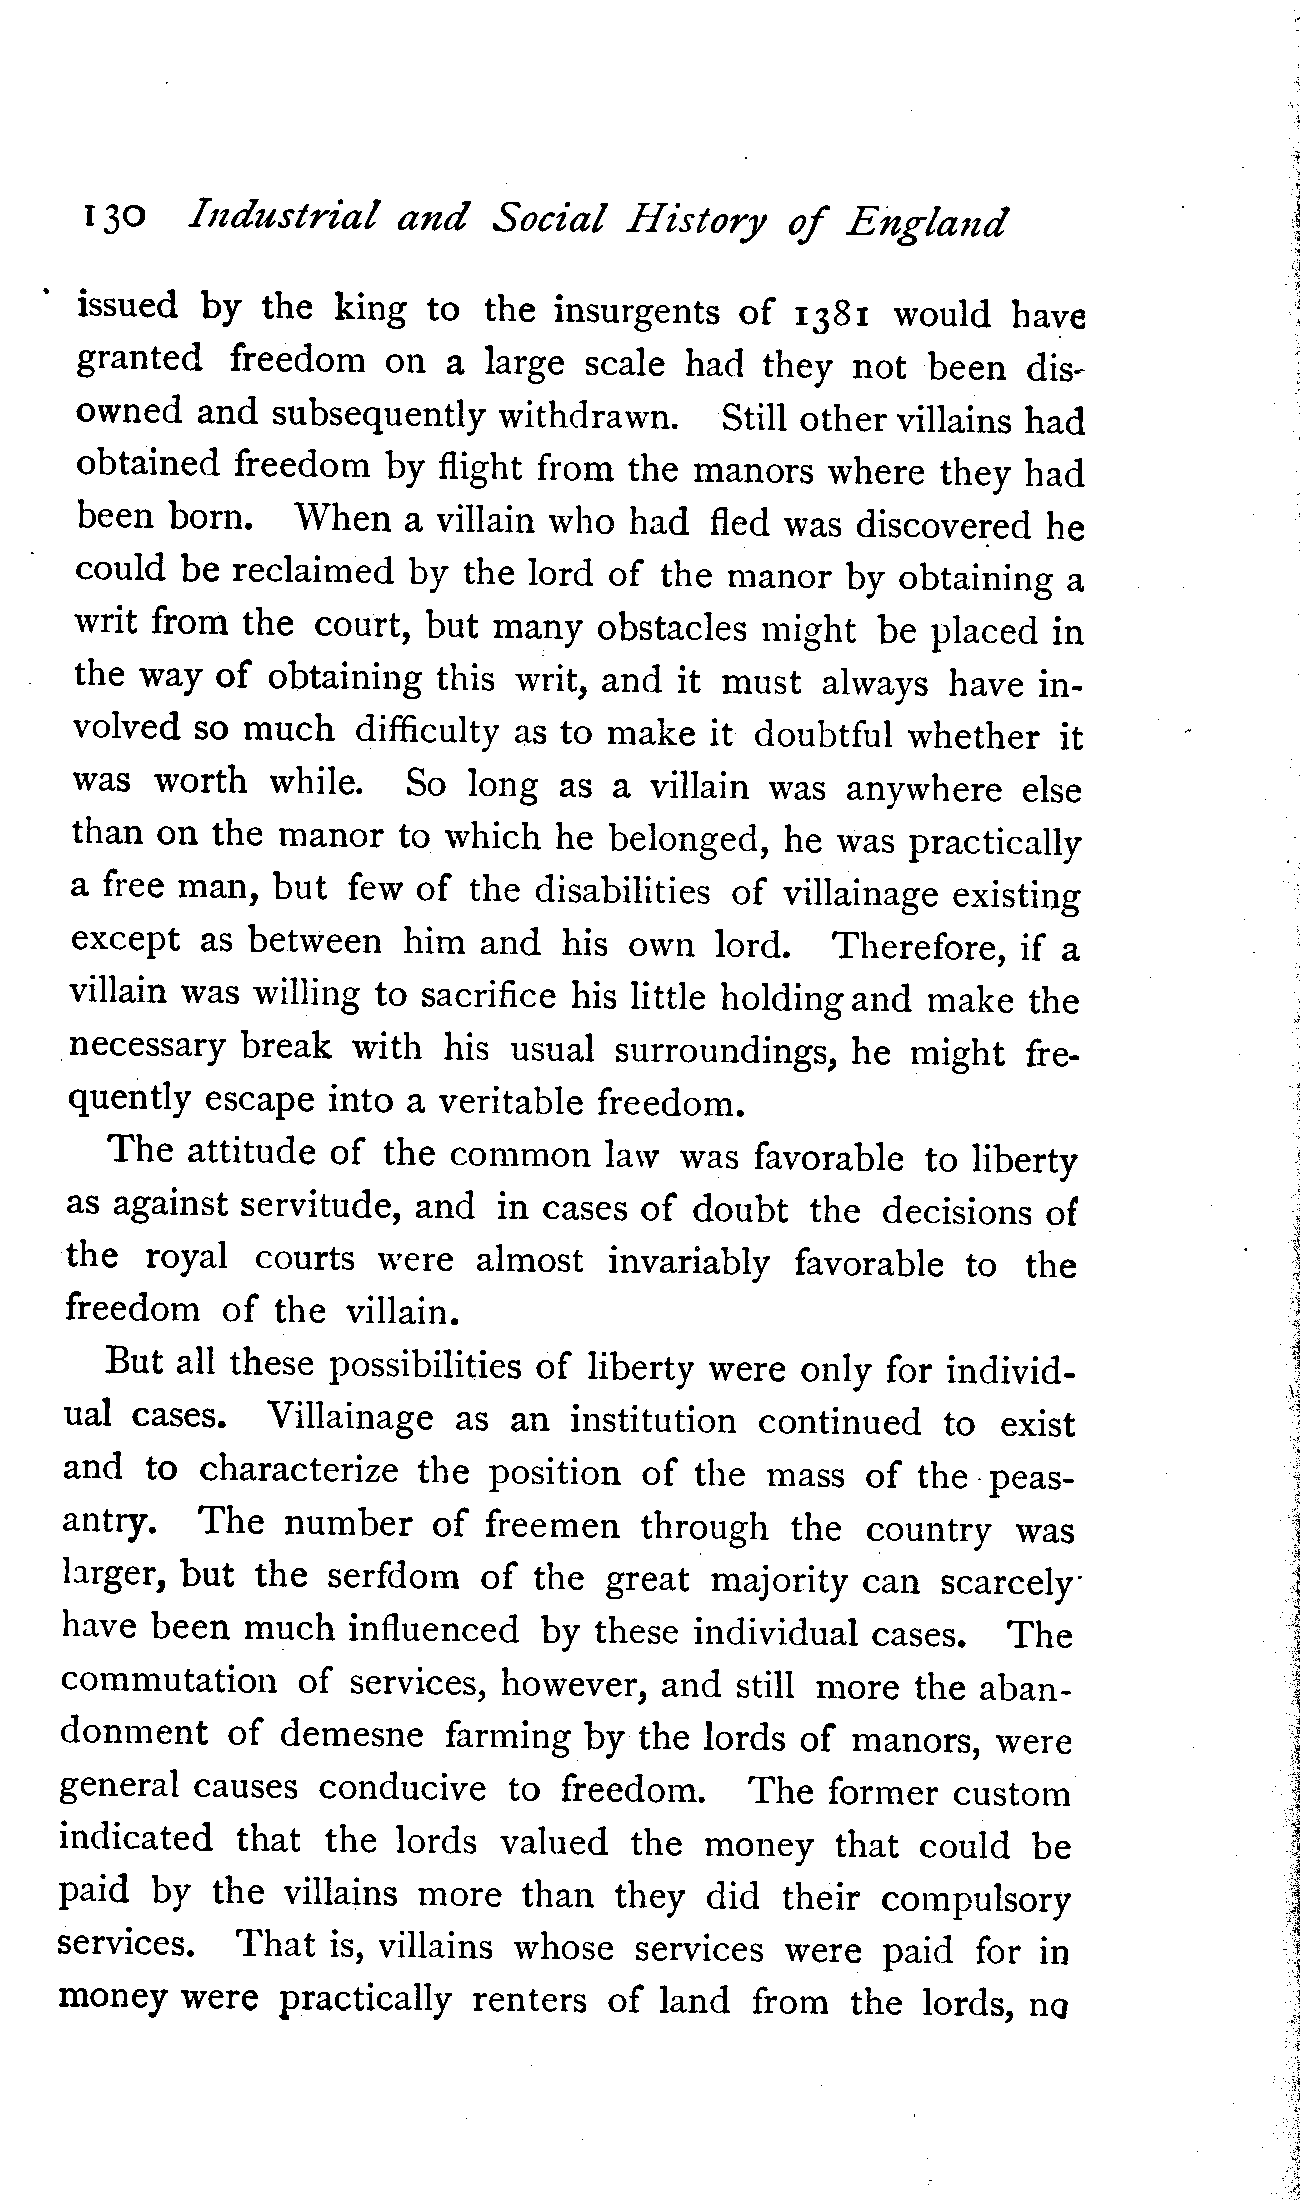 130 Industrial and Social History of England
issued by the king to the insurgents of 1381 would have
granted freedom on a large scale had they not been dis-
owned and subsequently withdrawn. Still other villains had
obtained freedom by flight from the manors where they had
been born. When a villain who had fled was discovered he
could be reclaimed by the lord of the manor by obtaining a
writ from the court, but many obstacles might be placed in
the way of obtaining this writ, and it must always have in-
volved so much difficulty as to make it doubtful whether it
was worth while. So long as a villain was anywhere else
than on the manor to which he belonged, he was practically
a free man, but few of the disabilities of villainage existing
except as between him and his own lord. Therefore, if a
villain was willing to sacrifice his little holding and make the
necessary break with his usual surroundings, he might fre-
quently escape into a veritable freedom.
The attitude of the common law was favorable to liberty
as against servitude, and in cases of doubt the decisions of
the royal courts were almost invariably favorable to the
freedom of the villain.
But all these possibilities of liberty were only for individ-
ual cases. Villainage as an institution continued to exist
and to characterize the position of the mass of the peas-
antry. The number of freemen through the country was
larger, but the serfdom of the great majority can scarcely
have been much influenced by these individual cases. The
commutation of services, however, and still more the aban-
donment of demesne farming by the lords of manors, were
general causes conducive to freedom. The former custom
indicated that the lords valued the money that could be
paid by the villains more than they did their compulsory
services. That is, villains whose services were paid for in
money were practically renters of land from the lords, no